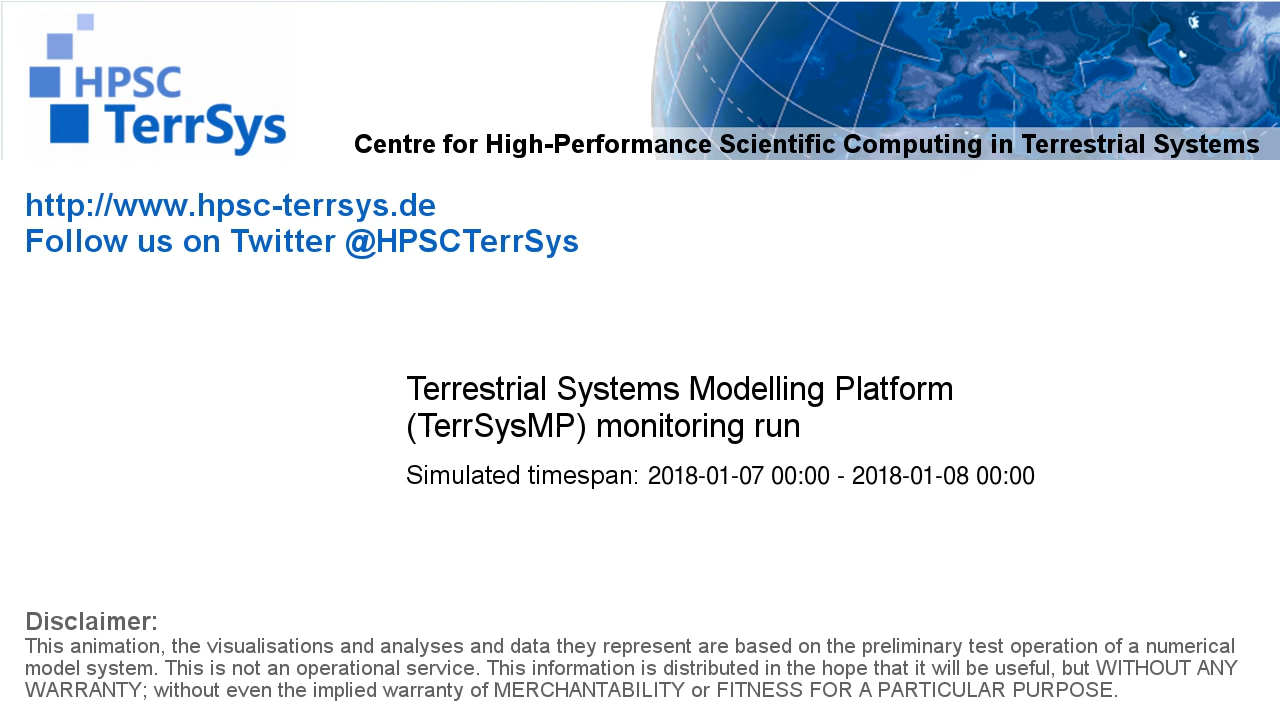 HPSC
TerrSys
Centre for High-Performance Scientific Computing in Terrestrial Systems
http://www.hpsc-terrsys.de
Follow us on Twitter @HPSCTerrSys
Terrestrial Systems Modelling Platform
(TerrSysMP) monitoring run
Simulated timespan: 2018-01-07 00:00 - 2018-01-08 00:00
Disclaimer:
This animation, the visualisations and analyses and data they represent are based on the preliminary test operation of a numerical
model system. This is not an operational service. This information is distributed in the hope that it will be useful, but WITHOUT ANY
WARRANTY; without even the implied warranty of MERCHANTABILITY or FITNESS FOR A PARTICULAR PURPOSE.